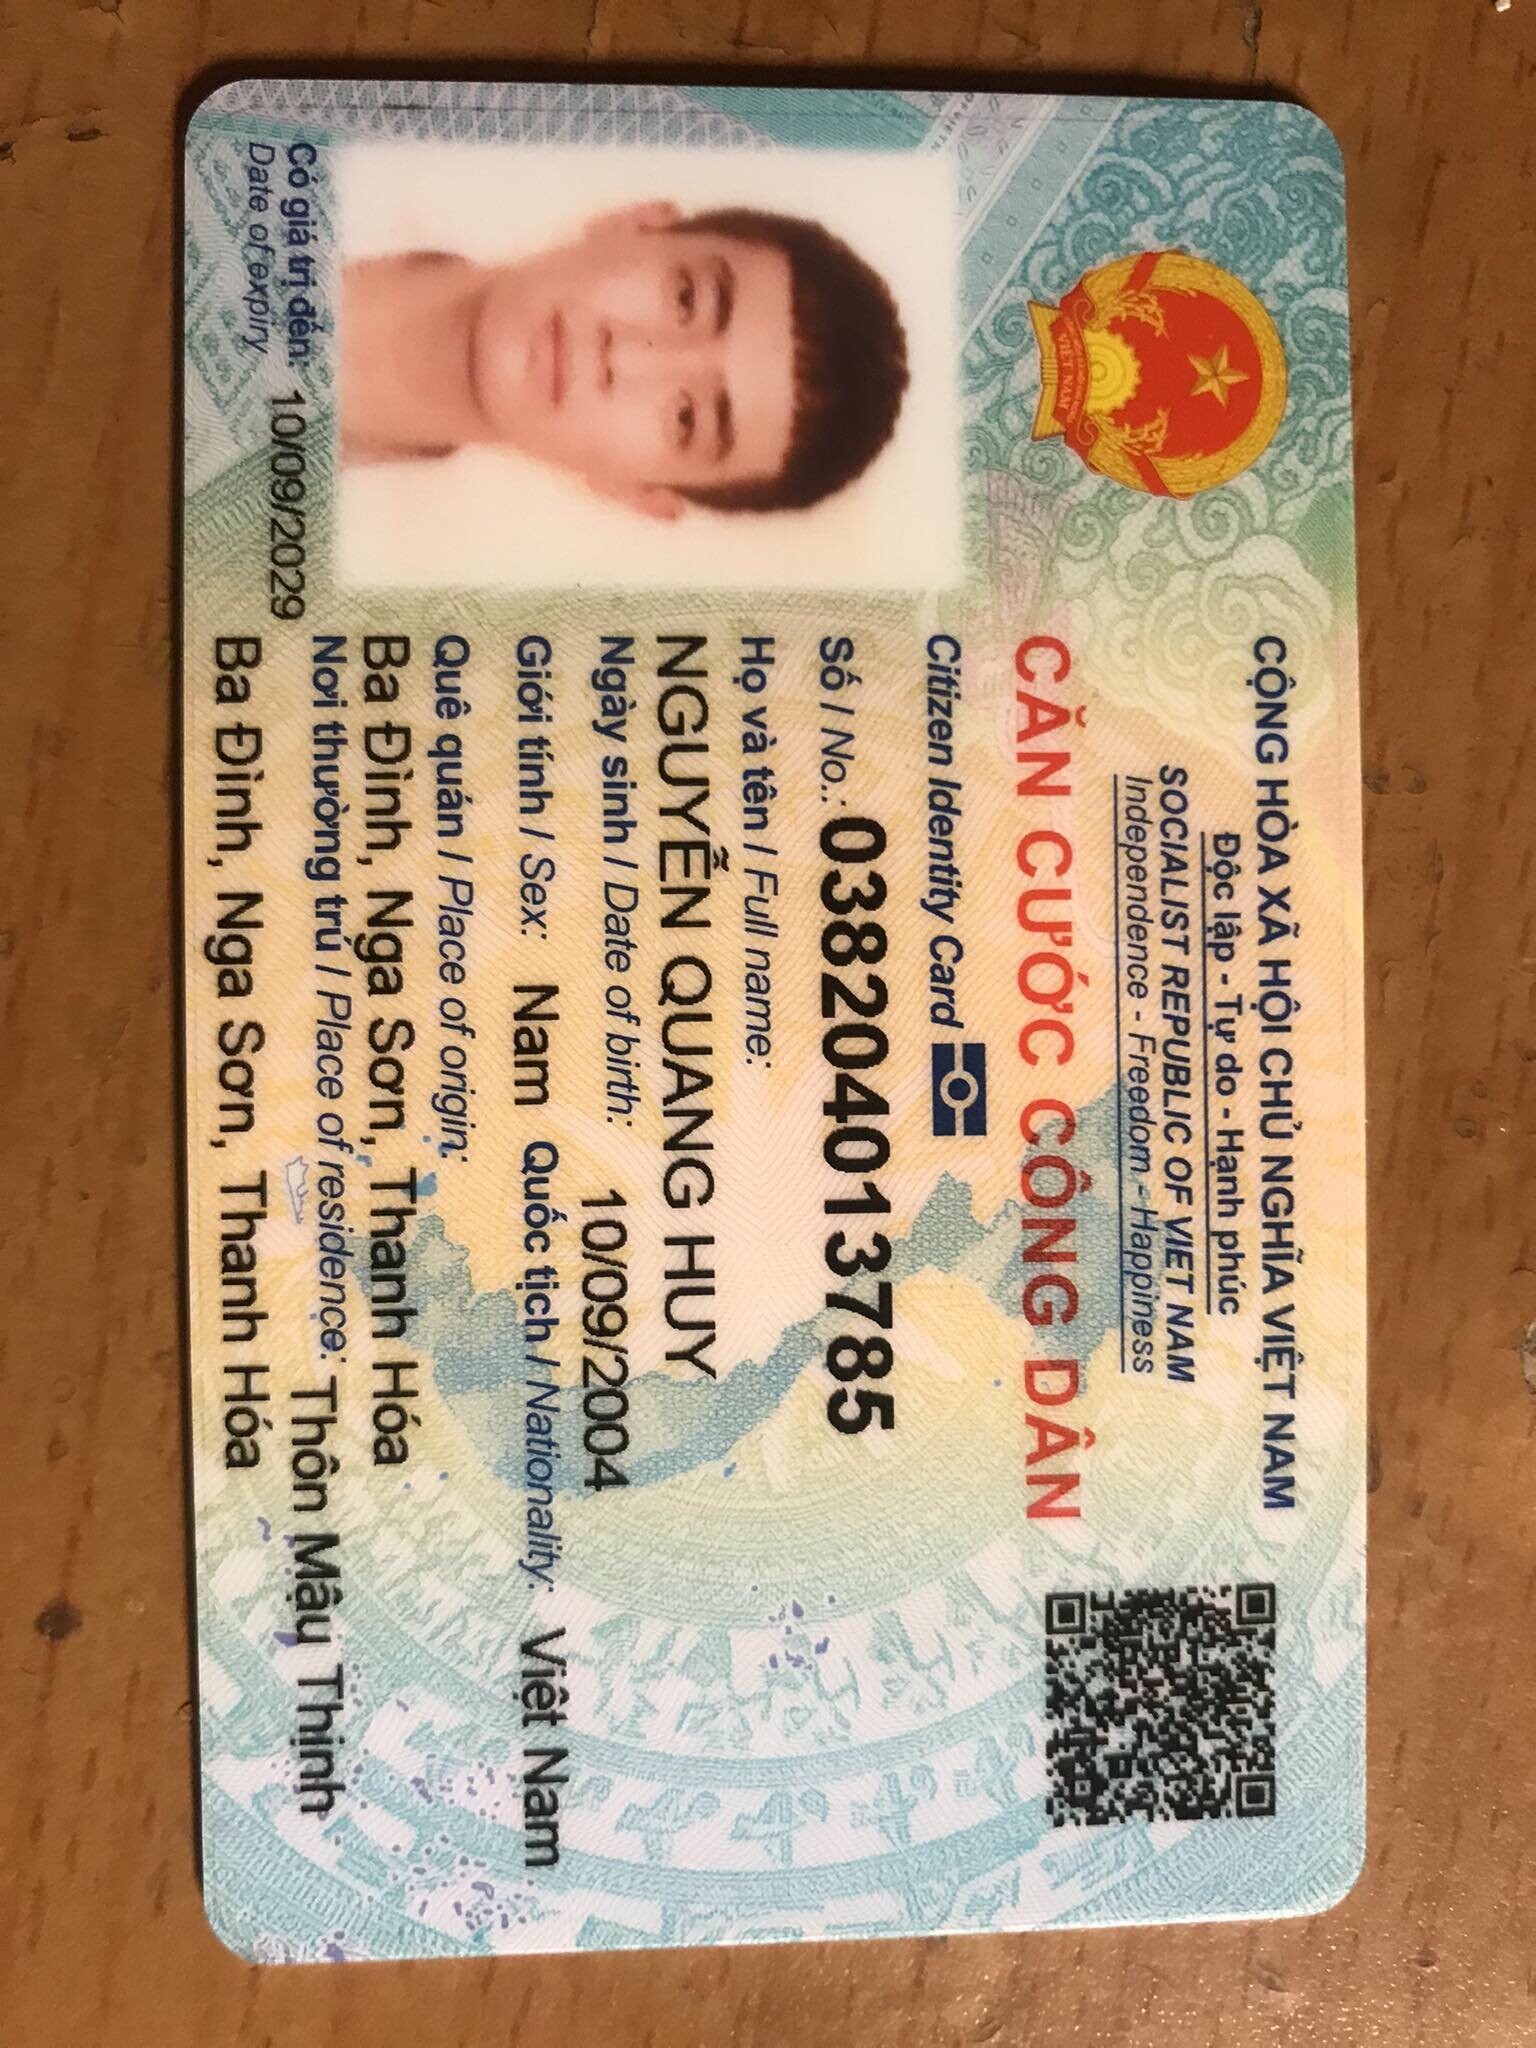 CỘNG HÒA XÃ HỘI CHỦ NGHĨA VIỆT NAM
Độc lập - Tự do - Hạnh phúc
SOCIALIST REPUBLIC OF VIET NAM
Independence - Freedom - Happiness
CĂN CƯỚC CÔNG DÂN
Citizen Identity Card
Số / No.: 038204013785
Họ và tên / Full name:
NGUYỄN QUANG HUY
Ngày sinh / Date of birth: 10/09/2004
Giới tính / Sex: Nam Quốc tịch / Nationality: Việt Nam
Quê quán / Place of origin:
Ba Đình, Nga Sơn, Thanh Hóa
Nơi thường trú / Place of residence: Thôn Mậu Thịnh
Ba Đình, Nga Sơn, Thanh Hóa
Có giá trị đến: 10/09/2029
Date of expiry
VIỆT NAM